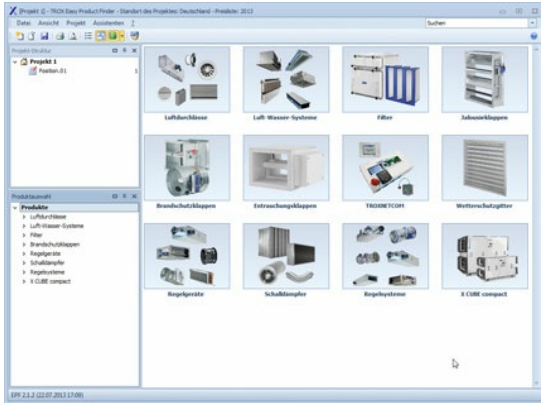 [Projekt 1] - TROX Easy Product Finder - Standort des Projektes: Deutschland - Preisliste: 2013
Datei Ansicht Projekt Assistenten ?
Suchen
Projekt Struktur
Projekt 1
Position.01 1
Produktauswahl
Produkte
Luftdurchlässe
Luft-Wasser-Systeme
Filter
Brandschutzklappen
Regelgeräte
Schalldämpfer
Regelsysteme
X CUBE compact
Luftdurchlässe
Luft-Wasser-Systeme
Filter
Jalousieklappen
Brandschutzklappen
Entrauchungsklappen
TROXNETCOM
Wetterschutzgitter
Regelgeräte
Schalldämpfer
Regelsysteme
X CUBE compact
EPF 2.1.2 (22.07.2013 17:00)